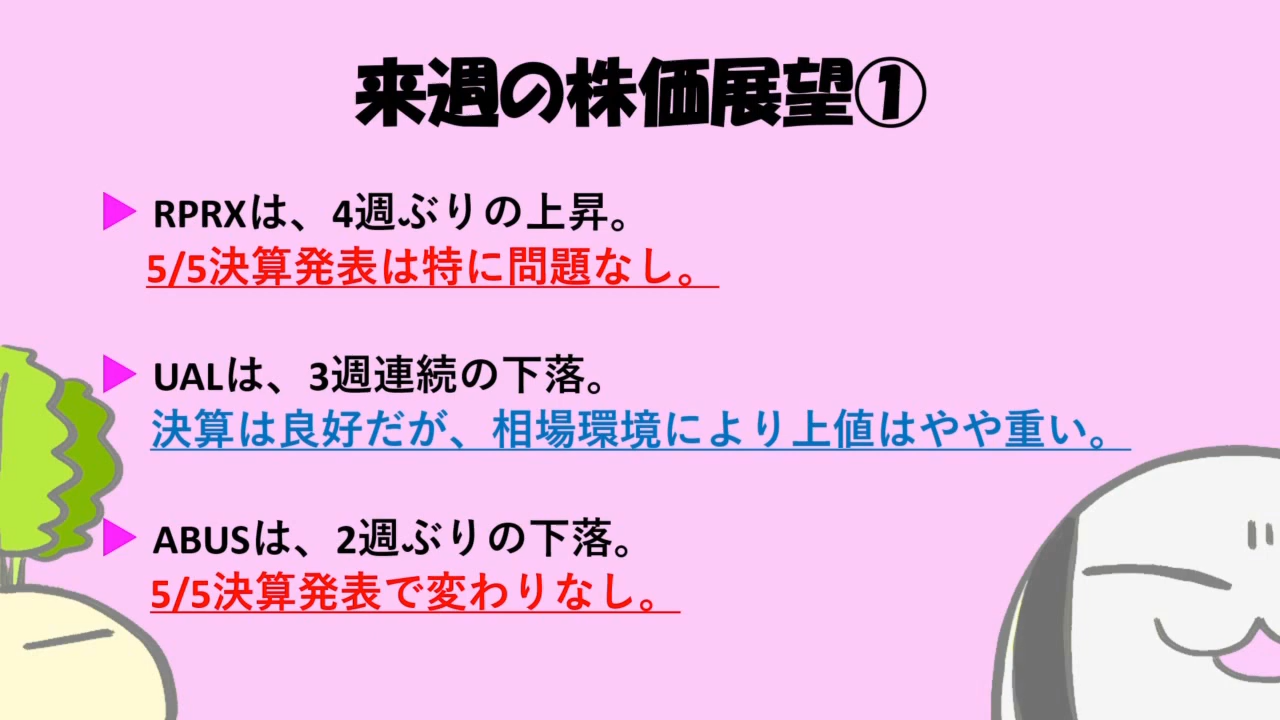 来週の株価展望①
RPRXは、4週ぶりの上昇。
5/5決算発表は特に問題なし。
UALは、3週連続の下落。
決算は良好だが、相場環境により上値はやや重い。
ABUSは、2週ぶりの下落。
5/5決算発表で変わりなし。